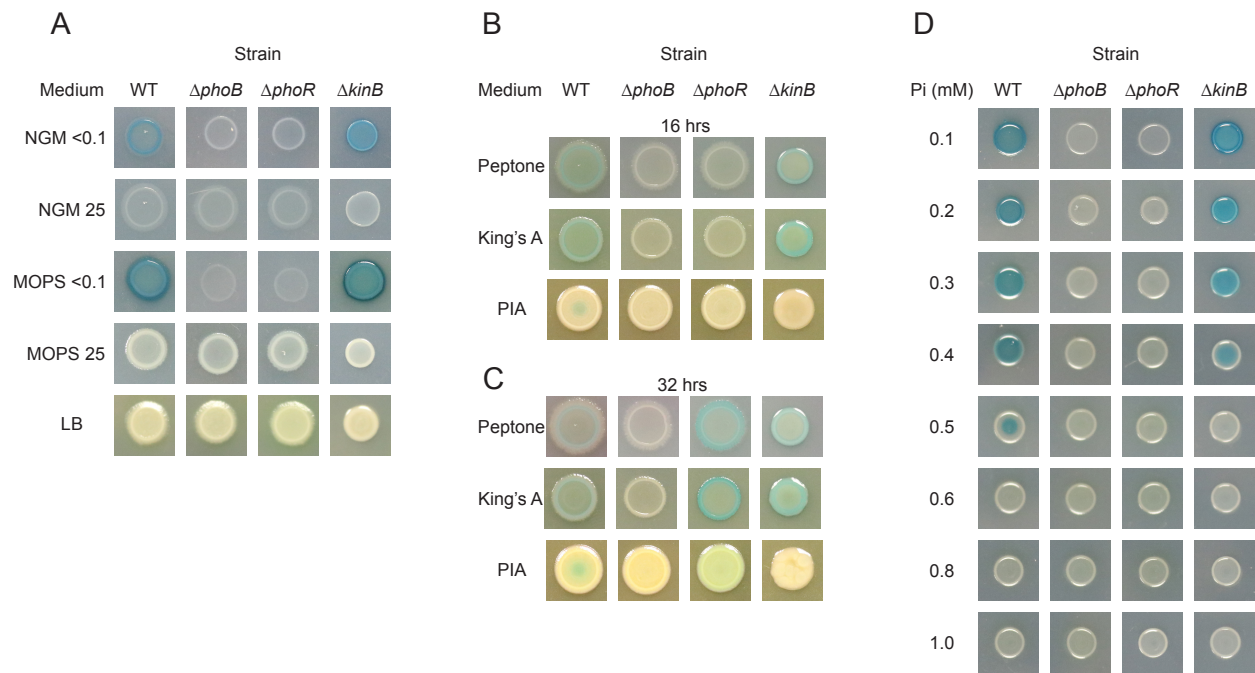 A
Strain
Medium WT ΔphoB ΔphoR ΔkinB
NGM <0.1
NGM 25
MOPS <0.1
MOPS 25
LB
B
Strain
Medium WT ΔphoB ΔphoR ΔkinB
16 hrs
Peptone
King's A
PIA
C
32 hrs
Peptone
King's A
PIA
D
Strain
Pi (mM) WT ΔphoB ΔphoR ΔkinB
0.1
0.2
0.3
0.4
0.5
0.6
0.8
1.0